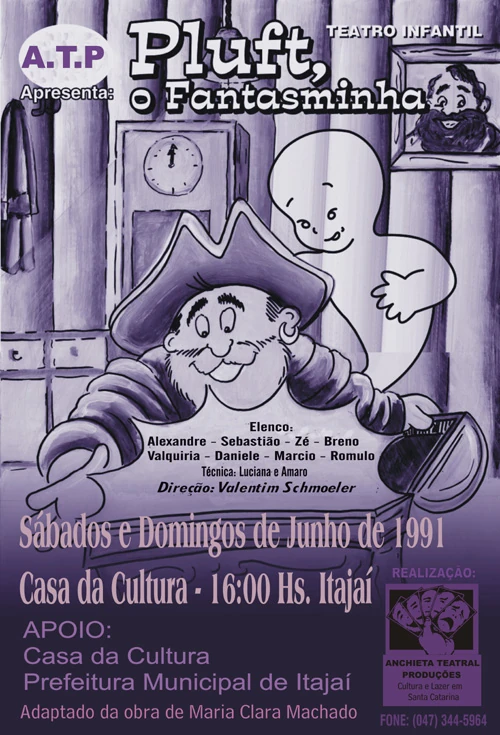 TEATRO INFANTIL
A.T.P
Apresenta:
Pluft,
o Fantasminha
Elenco:
Alexandre - Sebastião - Zé - Breno
Valquiria - Daniele - Marcio - Romulo
Técnica: Luciana e Amaro
Direção: Valentim Schmoeler
Sábados e Domingos de Junho de 1991
Casa da Cultura - 16:00 Hs. Itajaí
APOIO:
Casa da Cultura
Prefeitura Municipal de Itajaí
Adaptado da obra de Maria Clara Machado
REALIZAÇÃO:
ANCHIETA TEATRAL
PRODUÇÕES
Cultura e Lazer em
Santa Catarina
FONE: (047) 344-5964